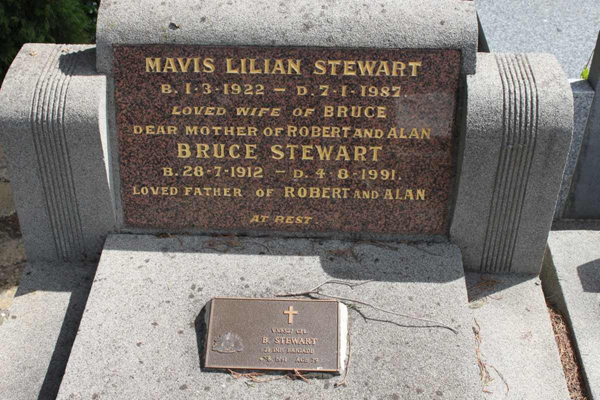 MAVIS LILIAN STEWART
B. 1·3·1922 – D. 7·1·1987
LOVED WIFE OF BRUCE
DEAR MOTHER OF ROBERT AND ALAN
BRUCE STEWART
B. 28·7·1912 – D. 4·8·1991.
LOVED FATHER OF ROBERT AND ALAN
AT REST
B. STEWART
BRIGADE